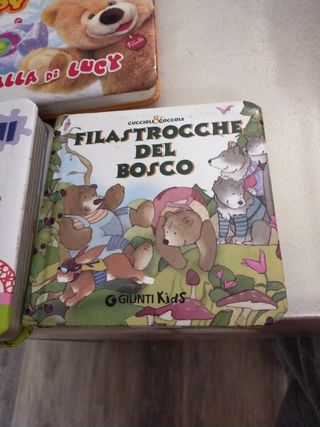 ALLA DI LUCY
CUCCIOLI & COCCOLE
FILASTROCCHE
DEL
BOSCO
G GIUNTI Kids